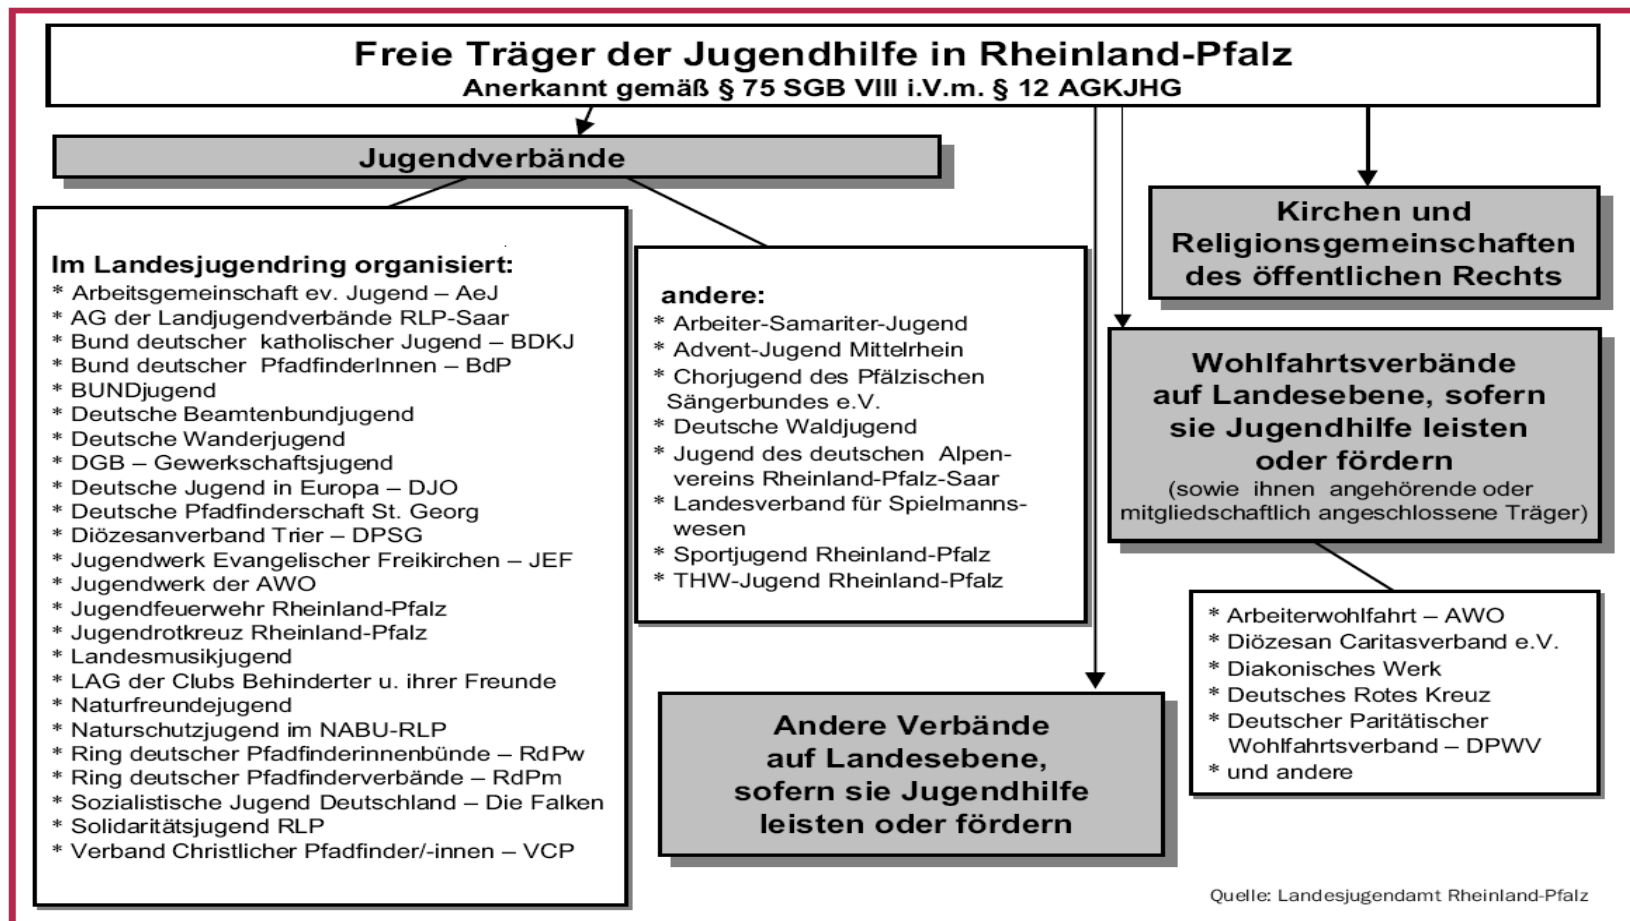 Freie Träger der Jugendhilfe in Rheinland-Pfalz
Anerkannt gemäß § 75 SGB VIII i.V.m. § 12 AGKJHG
Jugendverbände
Im Landesjugendring organisiert:
* Arbeitsgemeinschaft ev. Jugend – AeJ
* AG der Landjugendverbände RLP-Saar
* Bund deutscher katholischer Jugend – BDKJ
* Bund deutscher PfadfinderInnen – BdP
* BUNDjugend
* Deutsche Beamtenbundjugend
* Deutsche Wanderjugend
* DGB – Gewerkschaftsjugend
* Deutsche Jugend in Europa – DJO
* Deutsche Pfadfinderschaft St. Georg
* Diözesanverband Trier – DPSG
* Jugendwerk Evangelischer Freikirchen – JEF
* Jugendwerk der AWO
* Jugendfeuerwehr Rheinland-Pfalz
* Jugendrotkreuz Rheinland-Pfalz
* Landesmusikjugend
* LAG der Clubs Behinderter u. ihrer Freunde
* Naturfreundejugend
* Naturschutzjugend im NABU-RLP
* Ring deutscher Pfadfinderinnenbünde – RdPw
* Ring deutscher Pfadfinderverbände – RdPm
* Sozialistische Jugend Deutschland – Die Falken
* Solidaritätsjugend RLP
* Verband Christlicher Pfadfinder/-innen – VCP
andere:
* Arbeiter-Samariter-Jugend
* Advent-Jugend Mittelrhein
* Chorjugend des Pfälzischen
Sängerbundes e.V.
* Deutsche Waldjugend
* Jugend des deutschen Alpen-
vereins Rheinland-Pfalz-Saar
* Landesverband für Spielmanns-
wesen
* Sportjugend Rheinland-Pfalz
* THW-Jugend Rheinland-Pfalz
Andere Verbände
auf Landesebene,
sofern sie Jugendhilfe
leisten oder fördern
Kirchen und
Religionsgemeinschaften
des öffentlichen Rechts
Wohlfahrtsverbände
auf Landesebene, sofern
sie Jugendhilfe leisten
oder fördern
(sowie ihnen angehörende oder
mitgliedschaftlich angeschlossene Träger)
* Arbeiterwohlfahrt – AWO
* Diözesan Caritasverband e.V.
* Diakonisches Werk
* Deutsches Rotes Kreuz
* Deutscher Paritätischer
Wohlfahrtsverband – DPWV
* und andere
Quelle: Landesjugendamt Rheinland-Pfalz